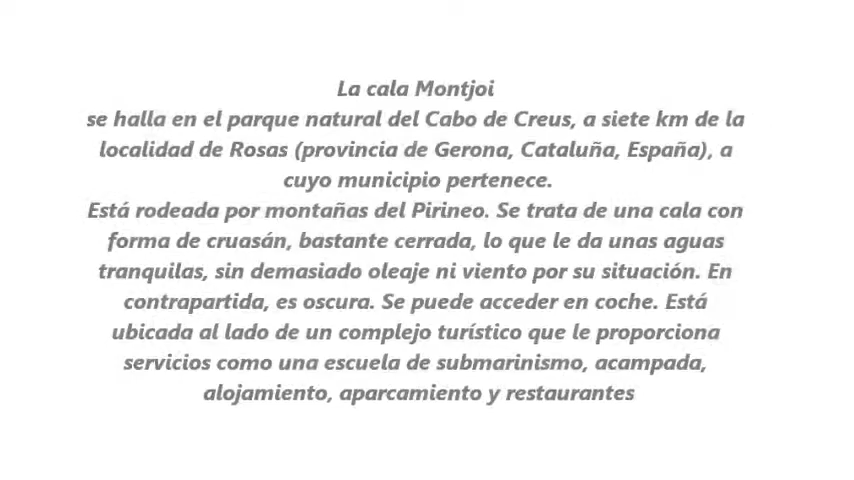 La cala Montjoi
se halla en el parque natural del Cabo de Creus, a siete km de la
localidad de Rosas (provincia de Gerona, Cataluña, España), a
cuyo municipio pertenece.
Está rodeada por montañas del Pirineo. Se trata de una cala con
forma de cruasán, bastante cerrada, lo que le da unas aguas
tranquilas, sin demasiado oleaje ni viento por su situación. En
contrapartida, es oscura. Se puede acceder en coche. Está
ubicada al lado de un complejo turístico que le proporciona
servicios como una escuela de submarinismo, acampada,
alojamiento, aparcamiento y restaurantes